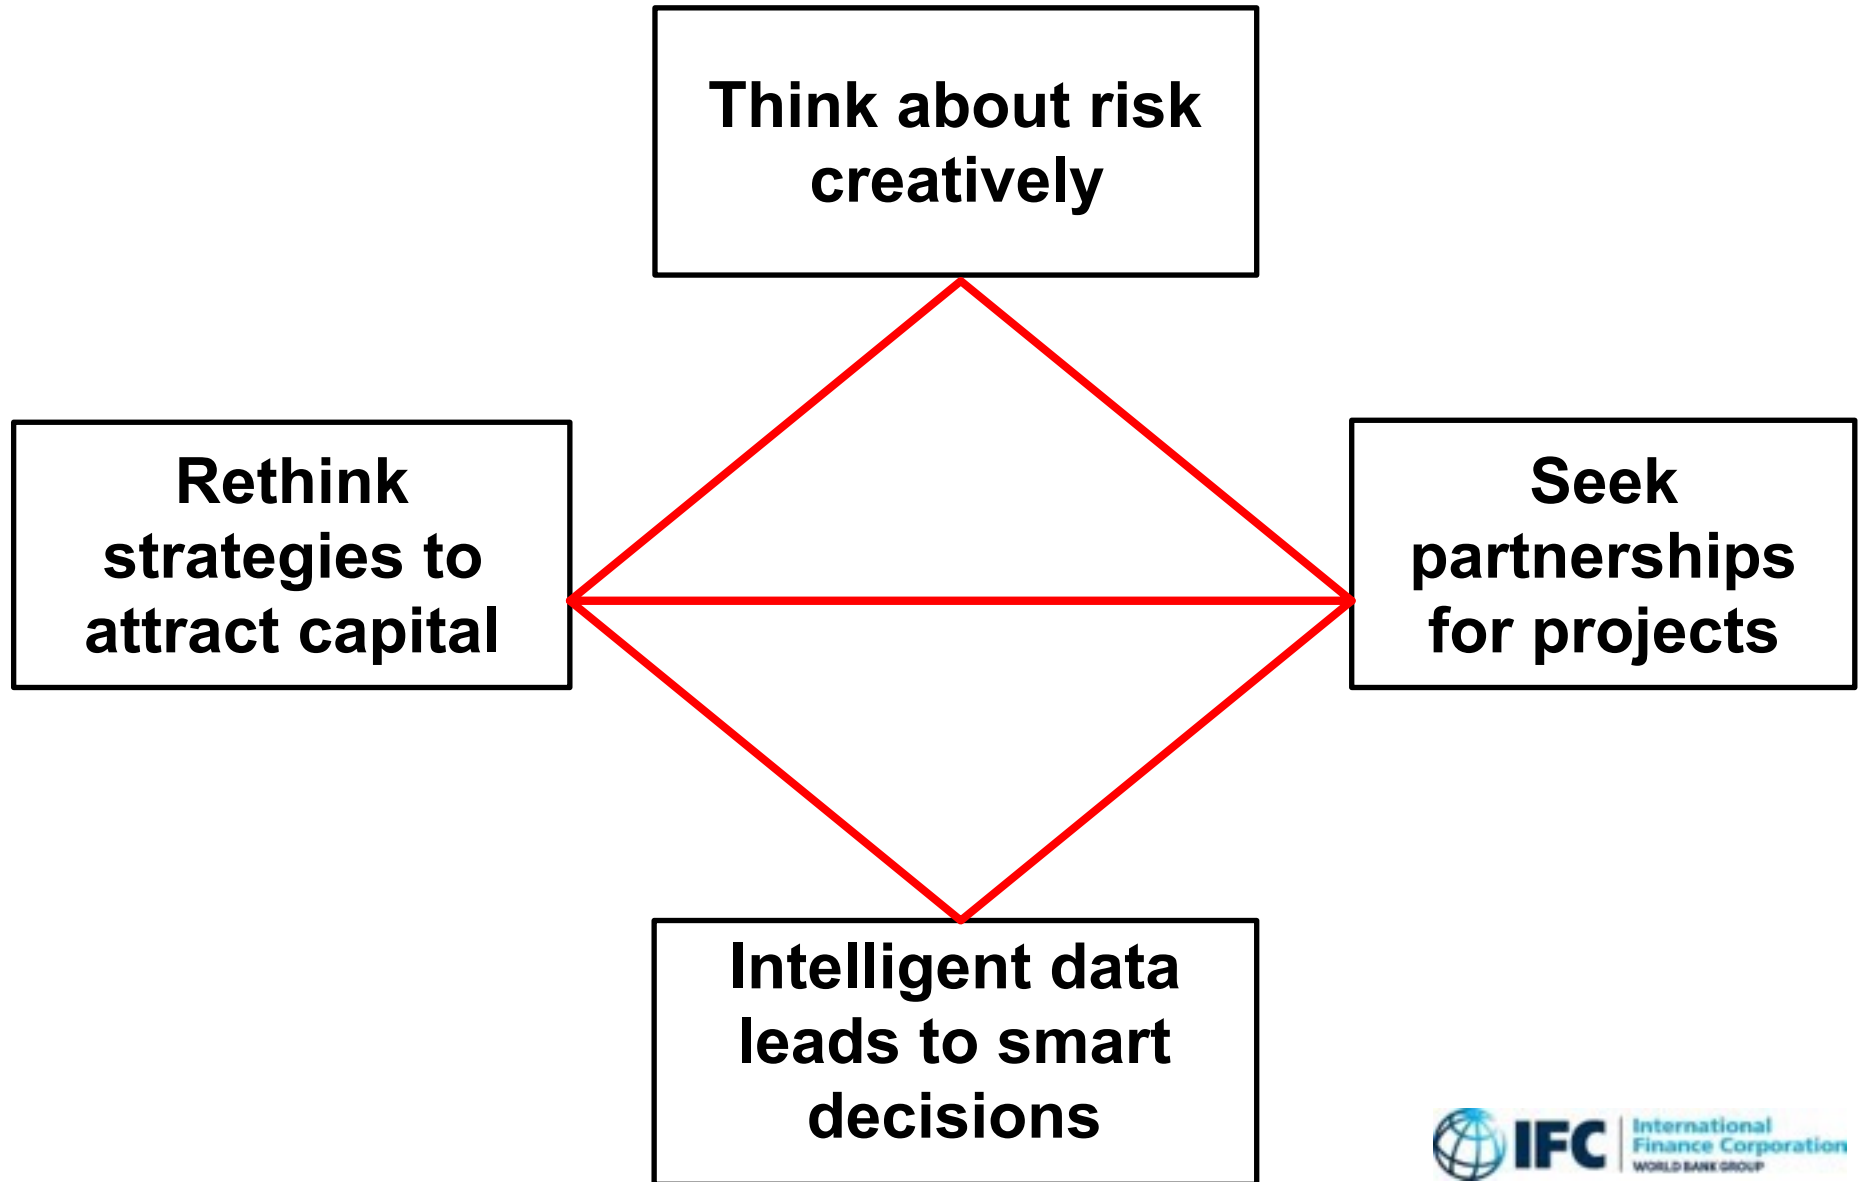 Think about risk
creatively
Rethink
strategies to
attract capital
Seek
partnerships
for projects
Intelligent data
leads to smart
decisions
IFC
International
Finance Corporation
WORLD BANK GROUP